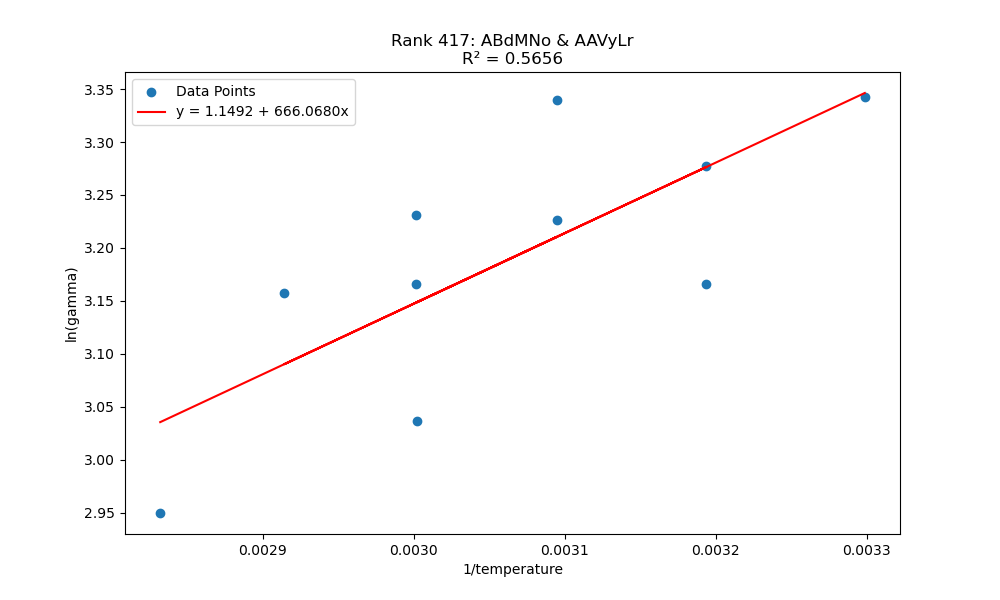 Rank 417: ABdMNo & AAVyLr
R² = 0.5656
Data Points
y = 1.1492 + 666.0680x
3.35
3.30
3.25
3.20
3.15
3.10
3.05
3.00
2.95
ln(gamma)
0.0029 0.0030 0.0031 0.0032 0.0033
1/temperature